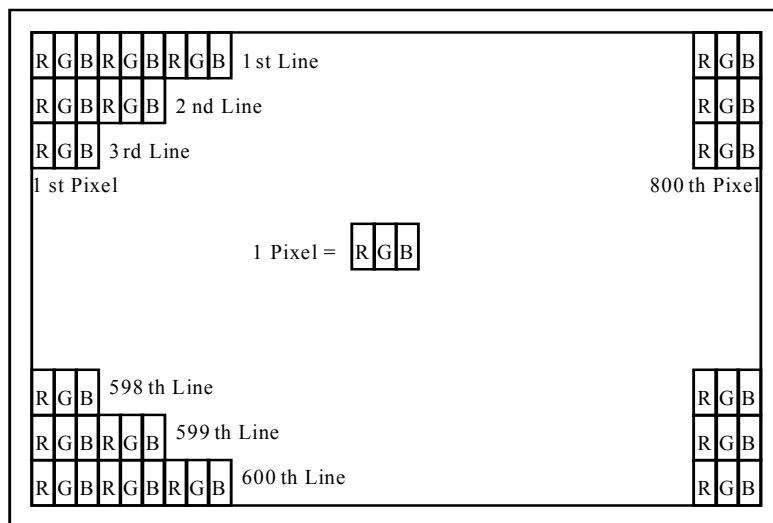 R G B R G B R G B 1 st Line R G B
R G B R G B 2 nd Line R G B
R G B 3 rd Line R G B
1 st Pixel 800 th Pixel
1 Pixel = R G B
R G B 598 th Line R G B
R G B R G B 599 th Line R G B
R G B R G B R G B 600 th Line R G B